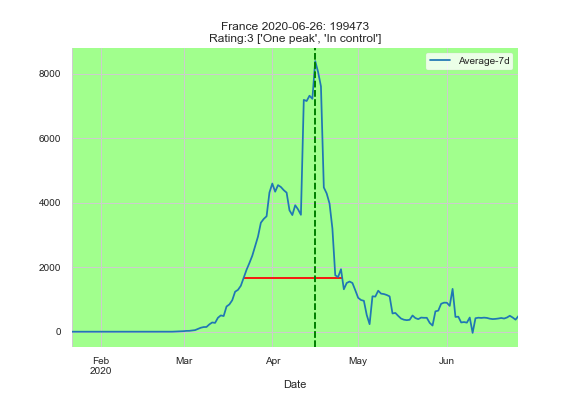 France 2020-06-26: 199473
Rating:3 ['One peak', 'In control']
Average-7d
8000
6000
4000
2000
0
Feb
2020
Mar
Apr
May
Jun
Date